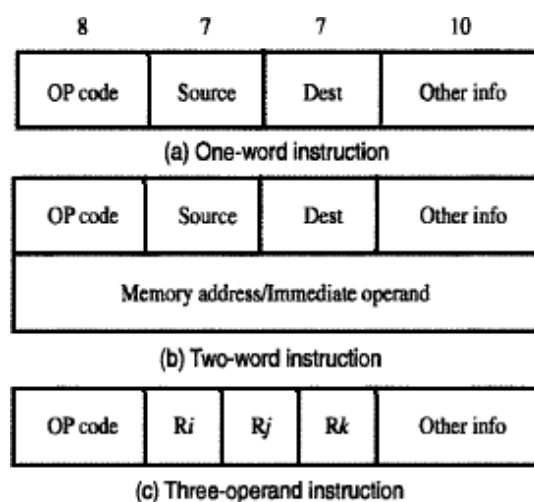 8 7 7 10
OP code Source Dest Other info
(a) One-word instruction
OP code Source Dest Other info
Memory address/Immediate operand
(b) Two-word instruction
OP code Ri Rj Rk Other info
(c) Three-operand instruction